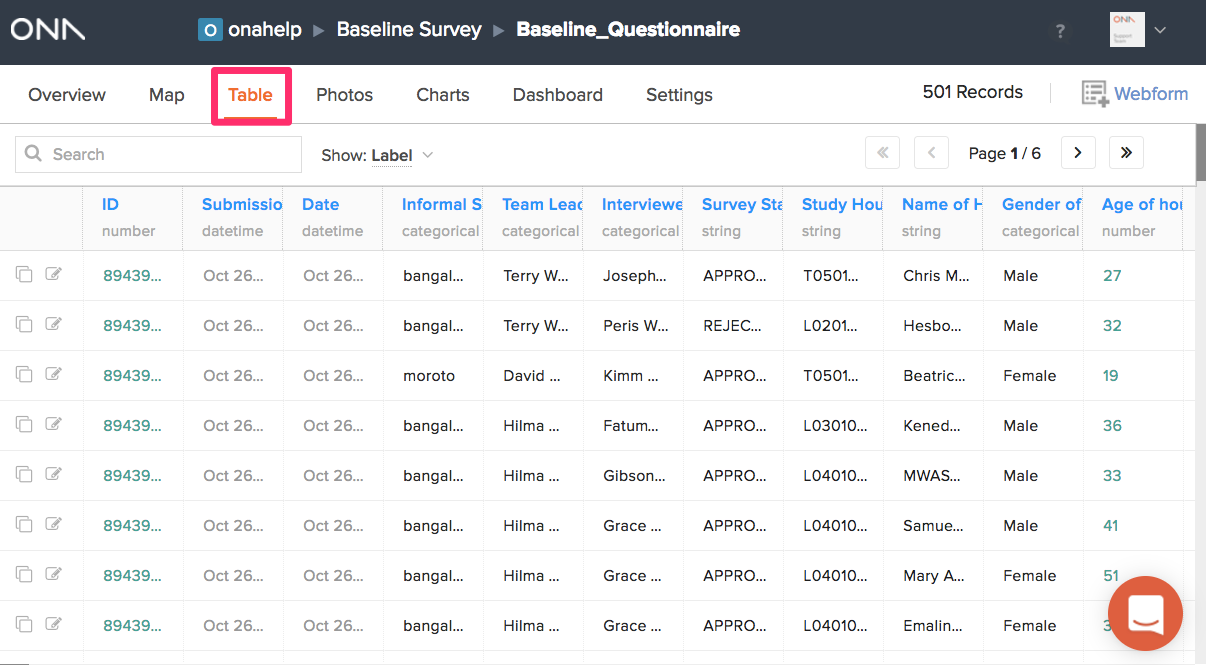 ONA onahelp ▶ Baseline Survey ▶ Baseline_Questionnaire ? ONA Support Team
Overview Map Table Photos Charts Dashboard Settings 501 Records Webform
Search Show: Label « < Page 1 / 6 > »
ID Submissio Date Informal S Team Lead Interviewe Survey Sta Study Hou Name of H Gender of Age of hou
number datetime datetime categorical categorical categorical string string string categorical number
89439... Oct 26... Oct 26... bangal... Terry W... Joseph... APPRO... T0501... Chris M... Male 27
89439... Oct 26... Oct 26... bangal... Terry W... Peris W... REJEC... L0201... Hesbo... Male 32
89439... Oct 26... Oct 26... moroto David ... Kimm ... APPRO... T0501... Beatric... Female 19
89439... Oct 26... Oct 26... bangal... Hilma ... Fatum... APPRO... L03010... Kened... Male 36
89439... Oct 26... Oct 26... bangal... Hilma ... Gibson... APPRO... L04010... MWAS... Male 33
89439... Oct 26... Oct 26... bangal... Hilma ... Grace ... APPRO... L04010... Samue... Male 41
89439... Oct 26... Oct 26... bangal... Hilma ... Grace ... APPRO... L04010... Mary A... Female 51
89439... Oct 26... Oct 26... bangal... Hilma ... Grace ... APPRO... L04010... Emalin... Female